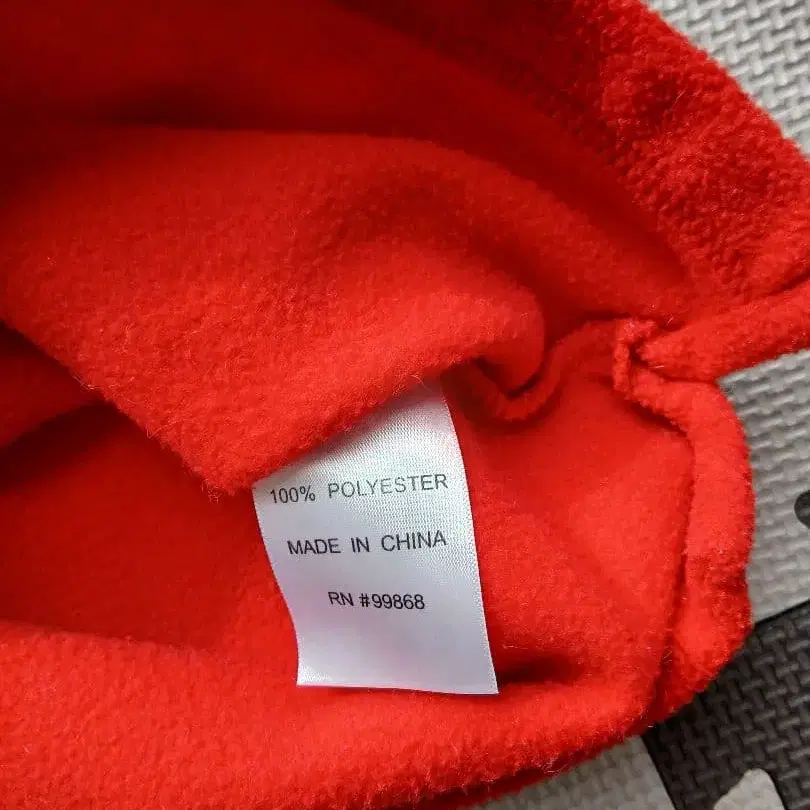 100% POLYESTER
MADE IN CHINA
RN #99868